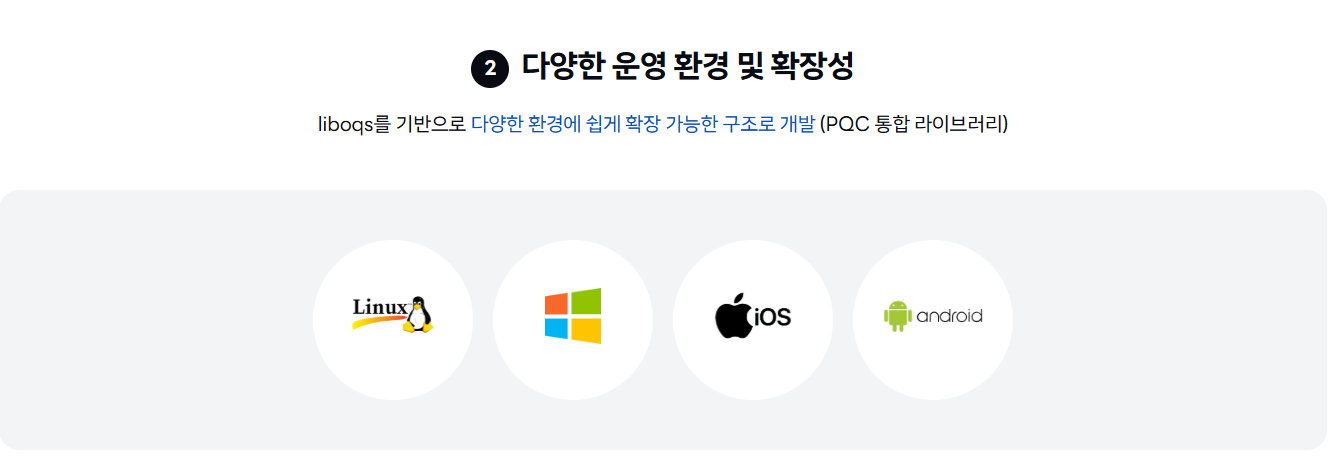 2 다양한 운영 환경 및 확장성
liboqs를 기반으로 다양한 환경에 쉽게 확장 가능한 구조로 개발 (PQC 통합 라이브러리)
Linux
iOS
android